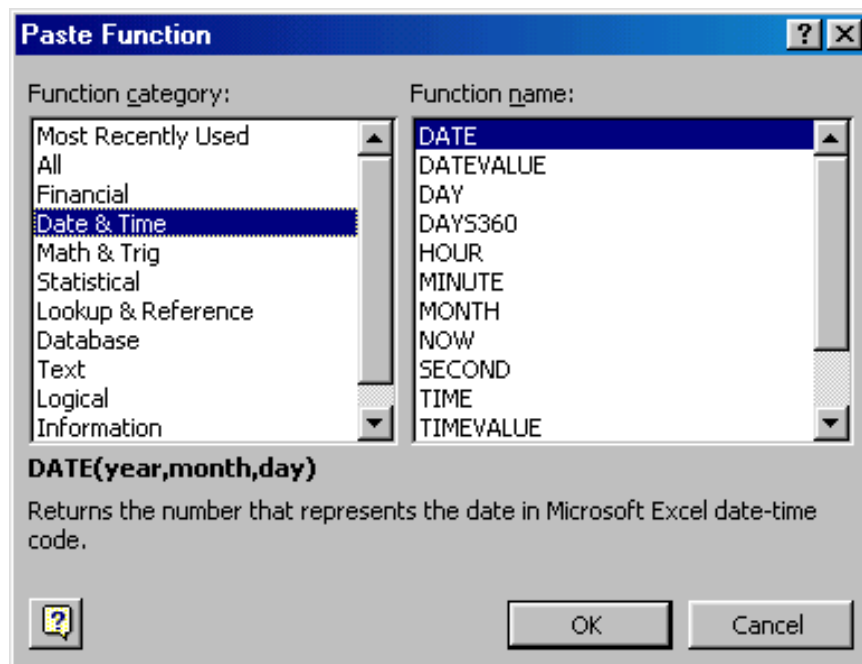 Paste Function
Function category:
Function name:
Most Recently Used
All
Financial
Date & Time
Math & Trig
Statistical
Lookup & Reference
Database
Text
Logical
Information
DATE
DATEVALUE
DAY
DAYS360
HOUR
MINUTE
MONTH
NOW
SECOND
TIME
TIMEVALUE
DATE(year,month,day)
Returns the number that represents the date in Microsoft Excel date-time
code.
OK
Cancel